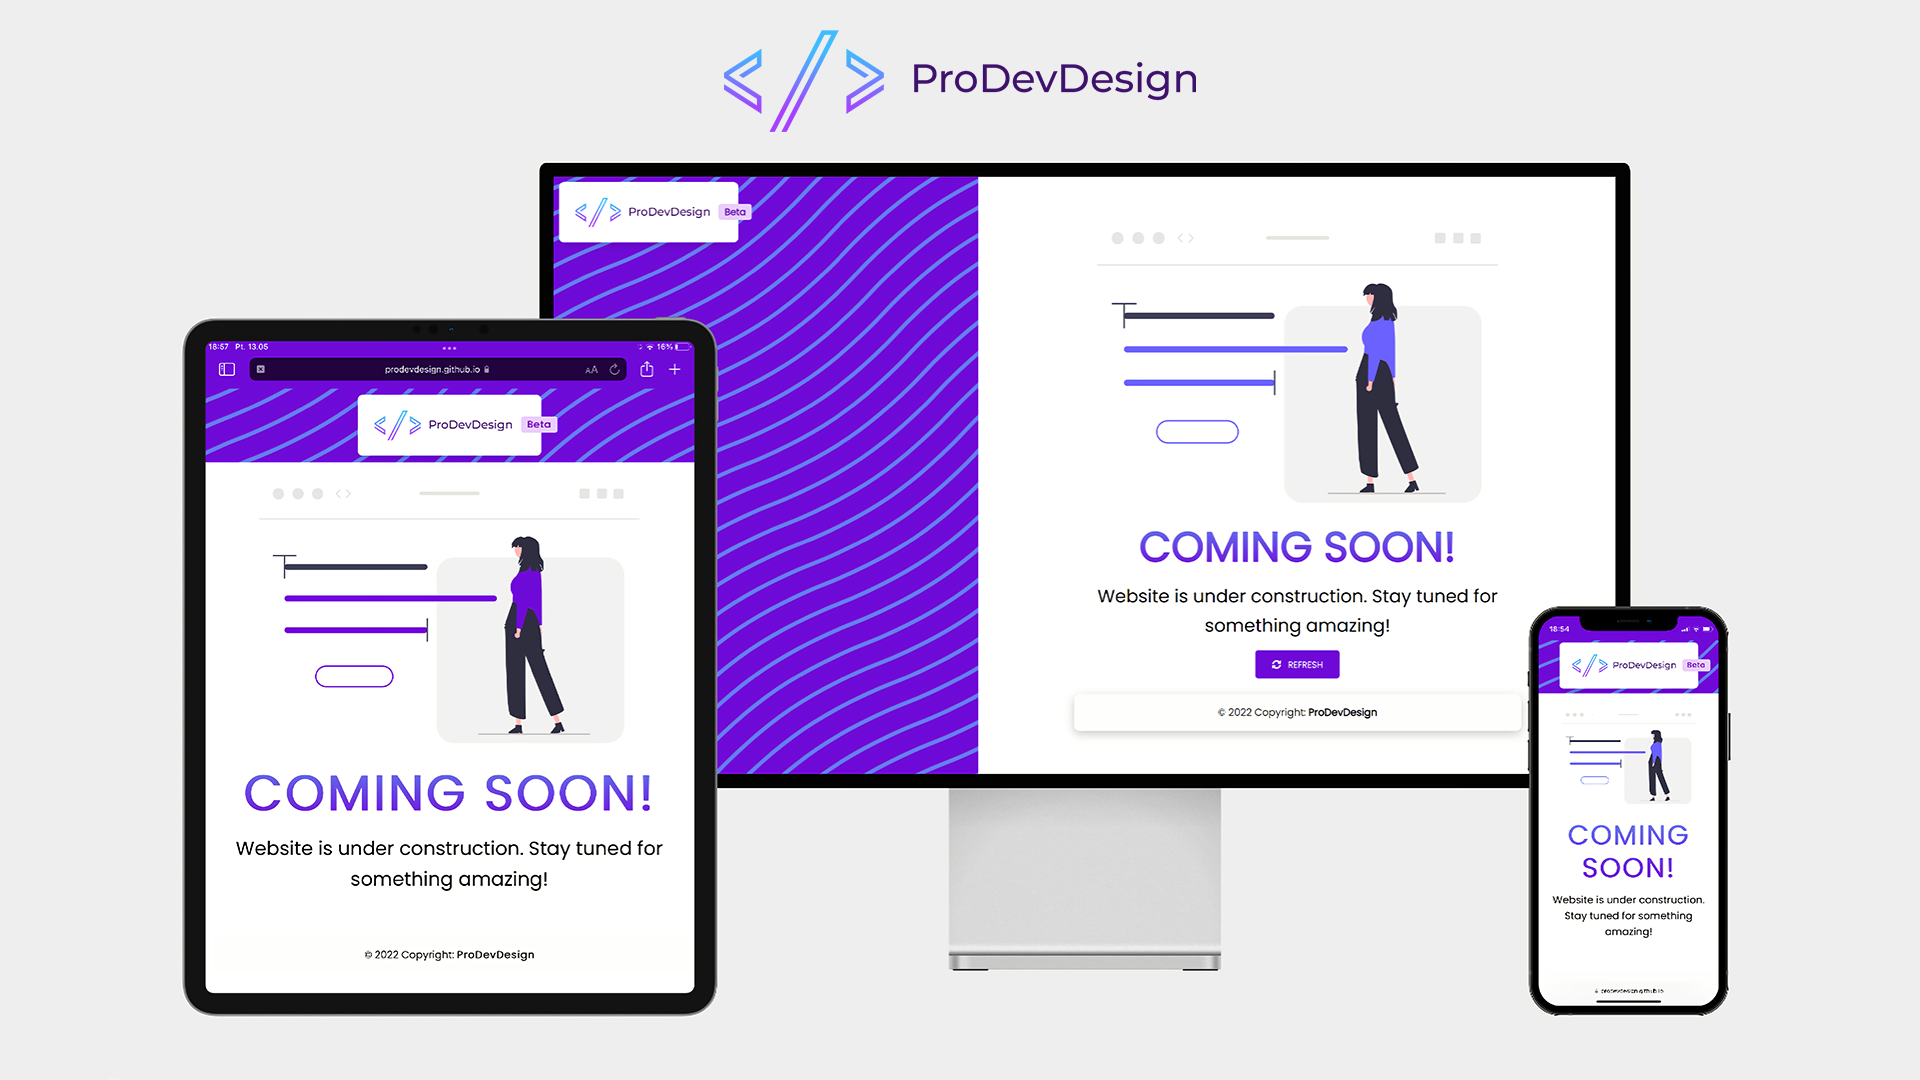 ProDevDesign
ProDevDesign Beta
COMING SOON!
Website is under construction. Stay tuned for
something amazing!
REFRESH
© 2022 Copyright: ProDevDesign
18:57 Pt. 13.05
16%
prodevdesign.github.io
AA
ProDevDesign Beta
COMING SOON!
Website is under construction. Stay tuned for
something amazing!
© 2022 Copyright: ProDevDesign
18:54
ProDevDesign Beta
COMING
SOON!
Website is under construction.
Stay tuned for something
amazing!
prodevdesign.github.io